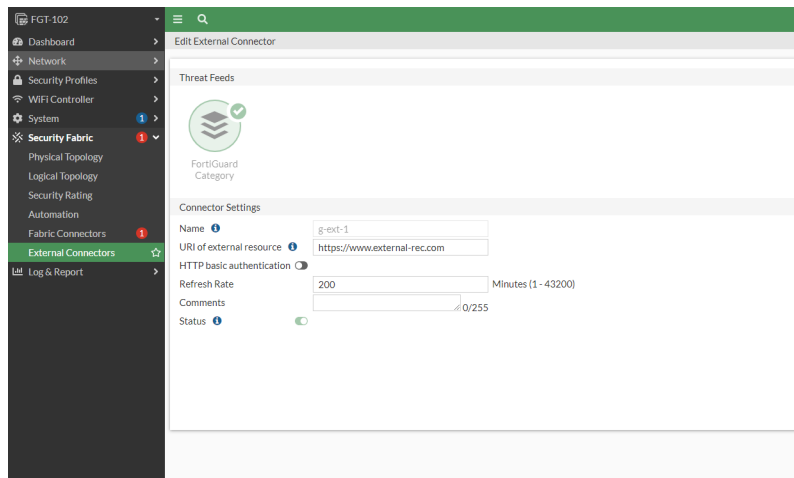 FGT-102
Dashboard
Network
Security Profiles
WiFi Controller
System 1
Security Fabric 1
Physical Topology
Logical Topology
Security Rating
Automation
Fabric Connectors 1
External Connectors
Log & Report
Edit External Connector
Threat Feeds
FortiGuard
Category
Connector Settings
Name g-ext-1
URI of external resource https://www.external-rec.com
HTTP basic authentication
Refresh Rate 200 Minutes (1 - 43200)
Comments 0/255
Status